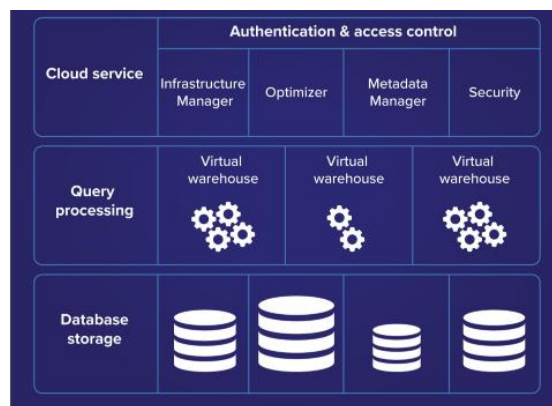 Authentication & access control
Cloud service
Infrastructure
Manager
Optimizer
Metadata
Manager
Security
Query
processing
Virtual
warehouse
Virtual
warehouse
Virtual
warehouse
Database
storage